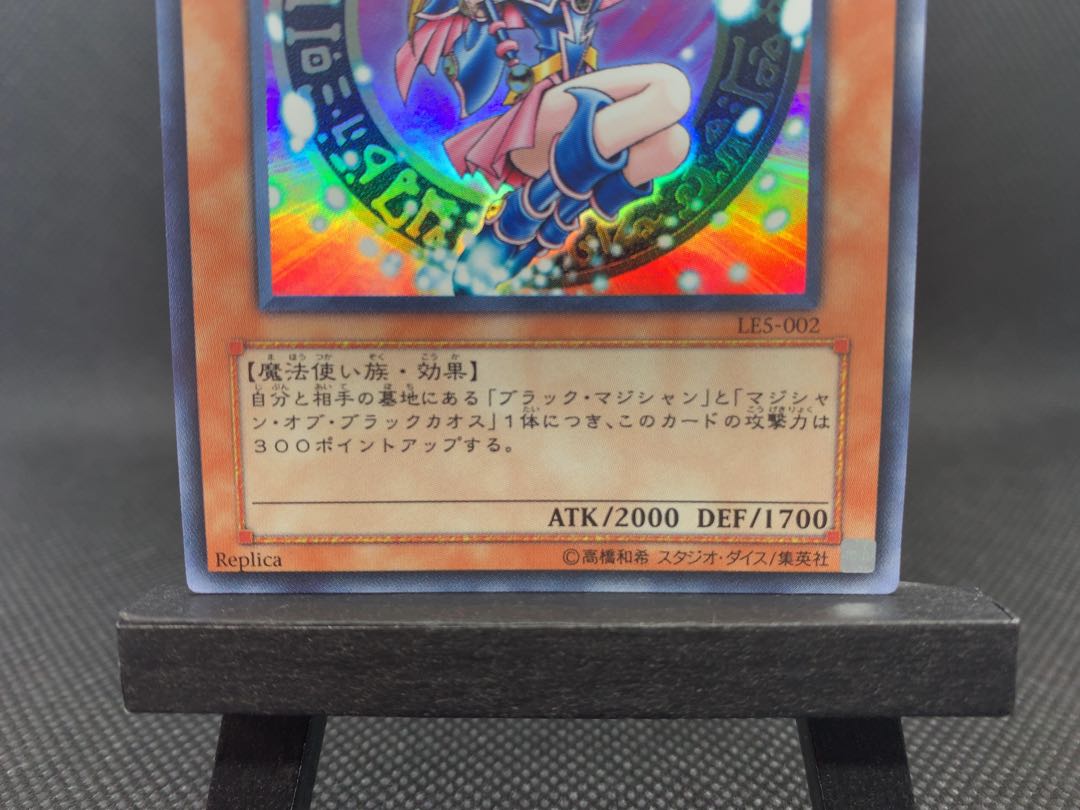 LE5-002
【魔法使い族・効果】
自分と相手の墓地にある「ブラック・マジシャン」と「マジシャ
ン・オブ・ブラックカオス」1体につき、このカードの攻撃力は
300ポイントアップする。
ATK/2000 DEF/1700
Replica
©高橋和希 スタジオ・ダイス/集英社